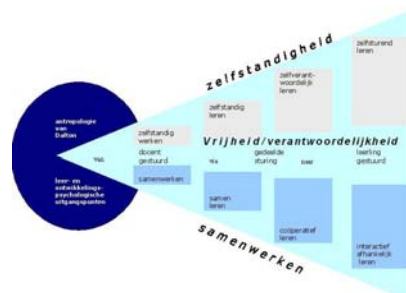 zelfstandigheid
zelfsturend
leren
zelfverant-
woordelijk
leren
zelfstandig
leren
zelfstandig
werken
antropologie
van
Dalton
Vrijheid/verantwoordelijkheid
docent
gestuurd
gedeelde
sturing
leerling
gestuurd
leer- en
ontwikkelings-
psychologische
uitgangspunten
samenwerken
samen
leren
coöperatief
leren
interactief
afhankelijk
leren
samenwerken